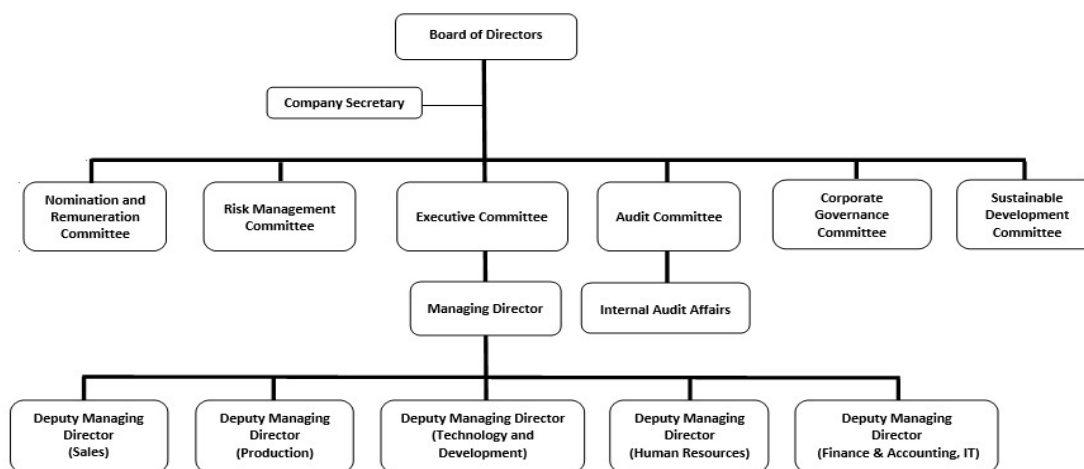 Board of Directors
Company Secretary
Nomination and
Remuneration
Committee
Risk Management
Committee
Executive Committee
Audit Committee
Corporate
Governance
Committee
Sustainable
Development
Committee
Managing Director
Internal Audit Affairs
Deputy Managing
Director
(Sales)
Deputy Managing
Director
(Production)
Deputy Managing Director
(Technology and
Development)
Deputy Managing
Director
(Human Resources)
Deputy Managing
Director
(Finance & Accounting, IT)